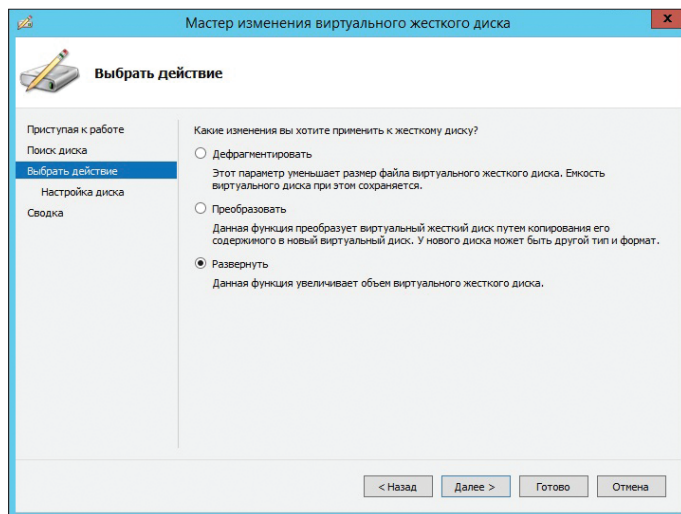 Мастер изменения виртуального жесткого диска
x
Выбрать действие
Приступая к работе
Поиск диска
Выбрать действие
Настройка диска
Сводка
Какие изменения вы хотите применить к жесткому диску?
Дефрагментировать
Этот параметр уменьшает размер файла виртуального жесткого диска. Емкость
виртуального диска при этом сохраняется.
Преобразовать
Данная функция преобразует виртуальный жесткий диск путем копирования его
содержимого в новый виртуальный диск. У нового диска может быть другой тип и формат.
Развернуть
Данная функция увеличивает объем виртуального жесткого диска.
< Назад
Далее >
Готово
Отмена